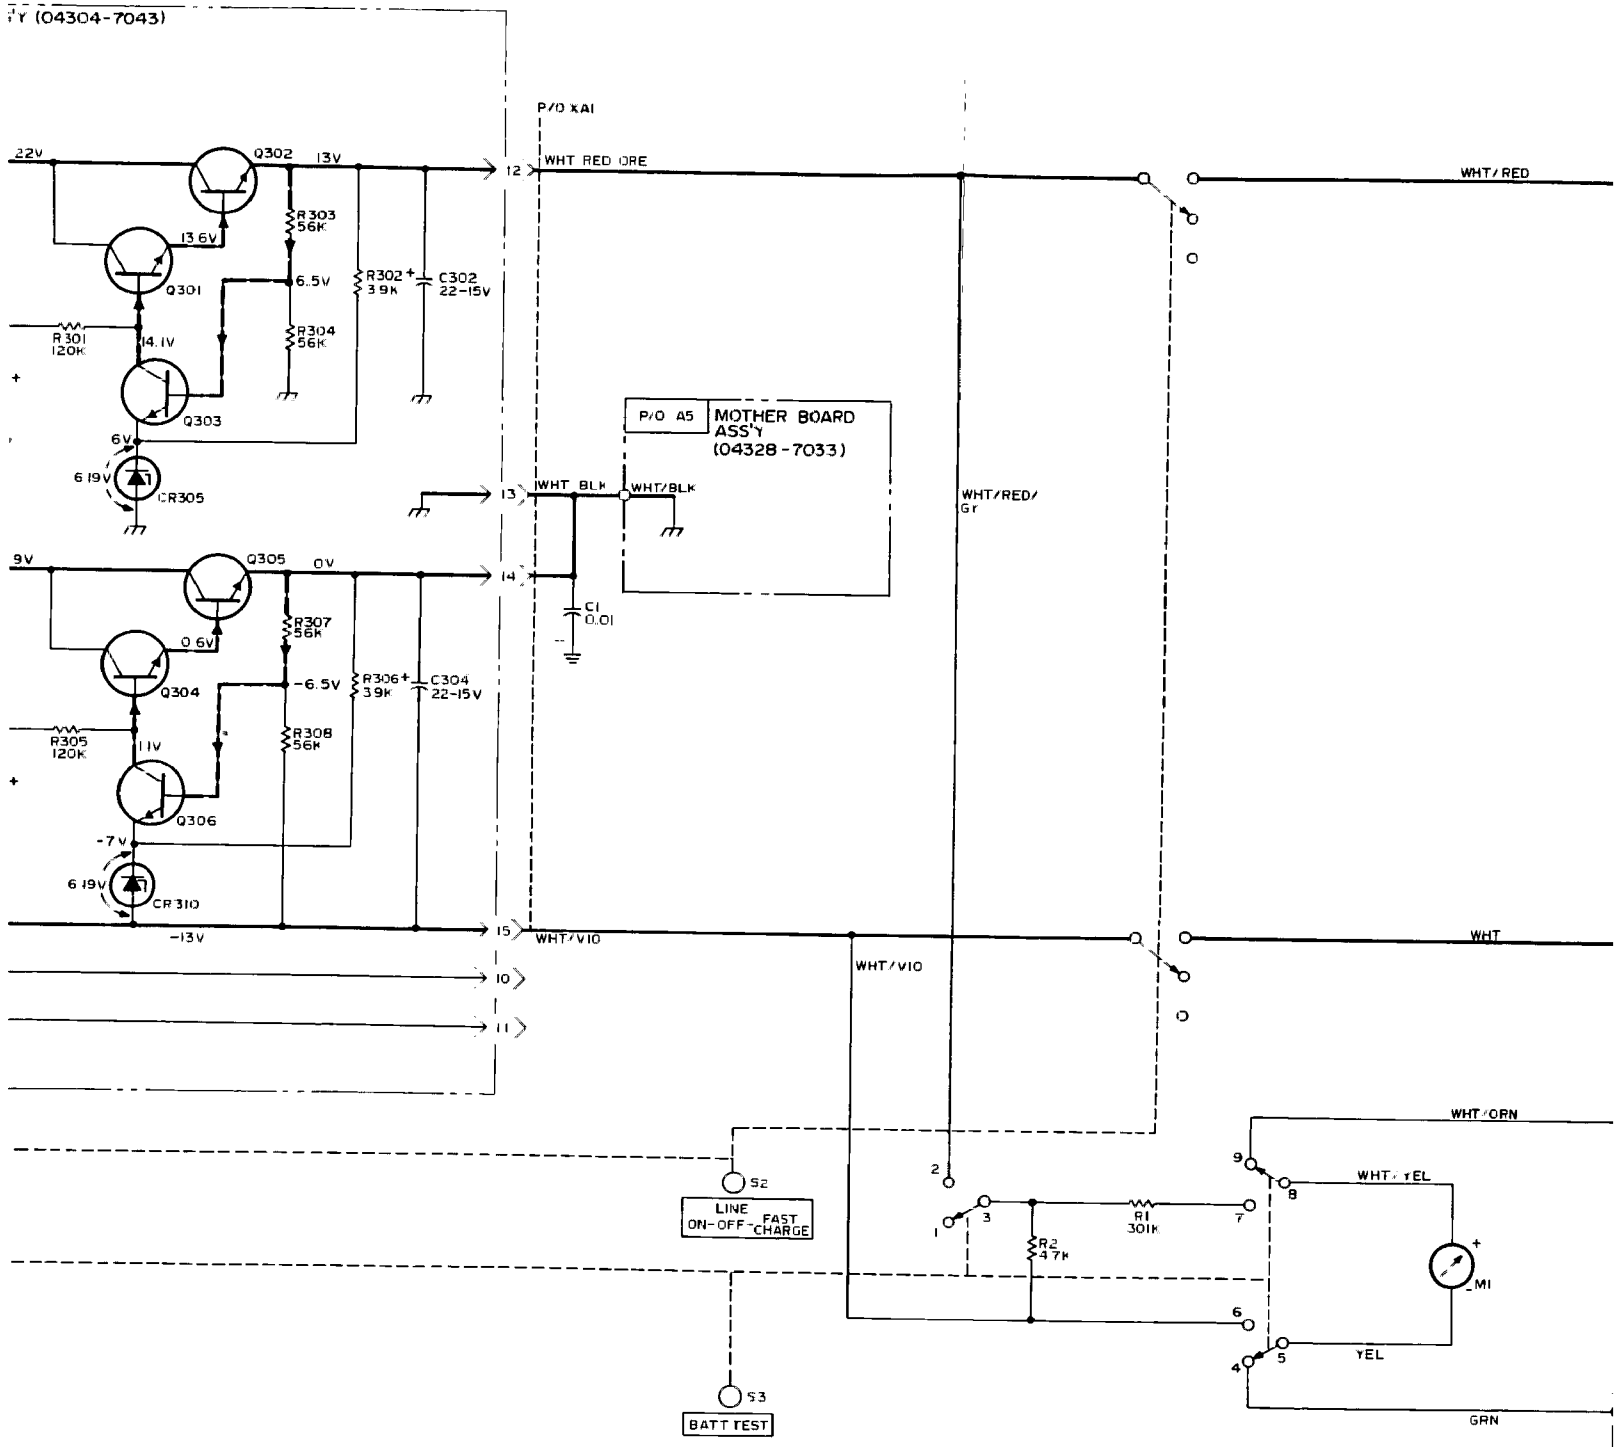 'Y (04304-7043)
P/O XA1
22V
Q302
13V
12
WHT RED ORE
WHT/RED
R303
56K
13.6V
Q301
6.5V
R302
3.9K
+
C302
22-15V
R301
120K
14.1V
R304
56K
+
Q303
6V
6.19V
CR305
P/O A5
MOTHER BOARD
ASS'Y
(04328-7033)
13
WHT BLK
WHT/BLK
WHT/RED/
GY
9V
Q305
0V
14
C1
0.01
R307
56K
0.6V
Q304
-6.5V
R306
3.9K
+
C304
22-15V
R305
120K
1.1V
R308
56K
+
Q306
-7V
6.19V
CR310
-13V
15
WHT/VIO
WHT
WHT/VIO
10
11
WHT/ORN
2
9
S2
WHT/YEL
8
LINE
ON-OFF-FAST
CHARGE
1
3
R1
301K
7
R2
4.7K
+
-
M1
6
5
4
YEL
S3
BATT TEST
GRN